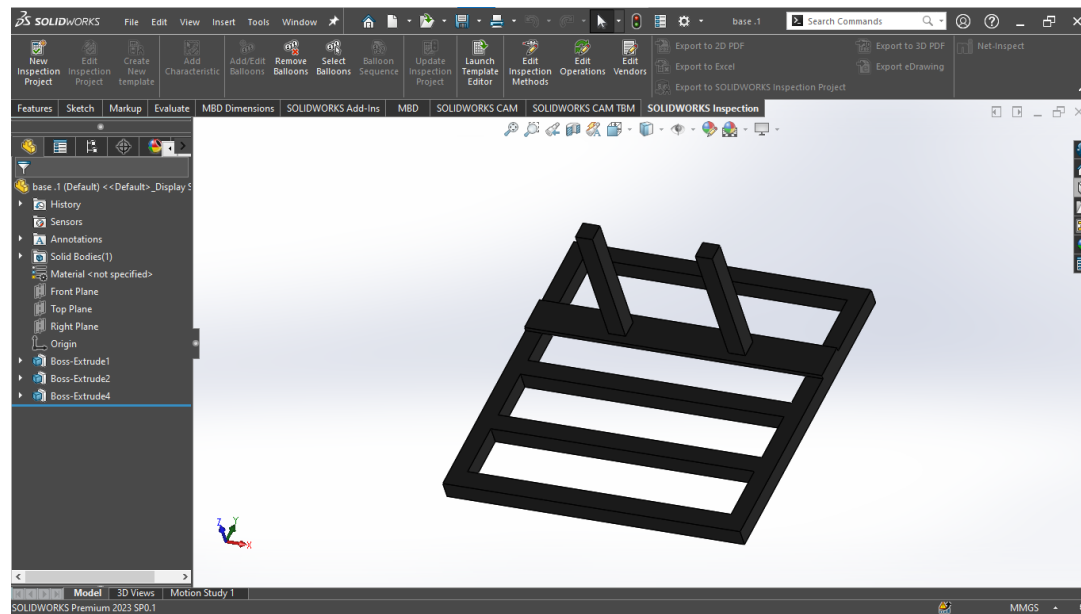 SOLIDWORKS File Edit View Insert Tools Window base .1 Search Commands
New Inspection Project
Edit Inspection Project
Create New template
Add Characteristic
Add/Edit Balloons
Remove Balloons
Select Balloons
Balloon Sequence
Update Inspection Project
Launch Template Editor
Edit Inspection Methods
Edit Operations
Edit Vendors
Export to 2D PDF
Export to Excel
Export to SOLIDWORKS Inspection Project
Export to 3D PDF
Export eDrawing
Net-Inspect
Features Sketch Markup Evaluate MBD Dimensions SOLIDWORKS Add-Ins MBD SOLIDWORKS CAM SOLIDWORKS CAM TBM SOLIDWORKS Inspection
base .1 (Default) <<Default>_Display S
History
Sensors
Annotations
Solid Bodies(1)
Material <not specified>
Front Plane
Top Plane
Right Plane
Origin
Boss-Extrude1
Boss-Extrude2
Boss-Extrude4
Z Y X
Model 3D Views Motion Study 1
SOLIDWORKS Premium 2023 SP0.1 MMGS